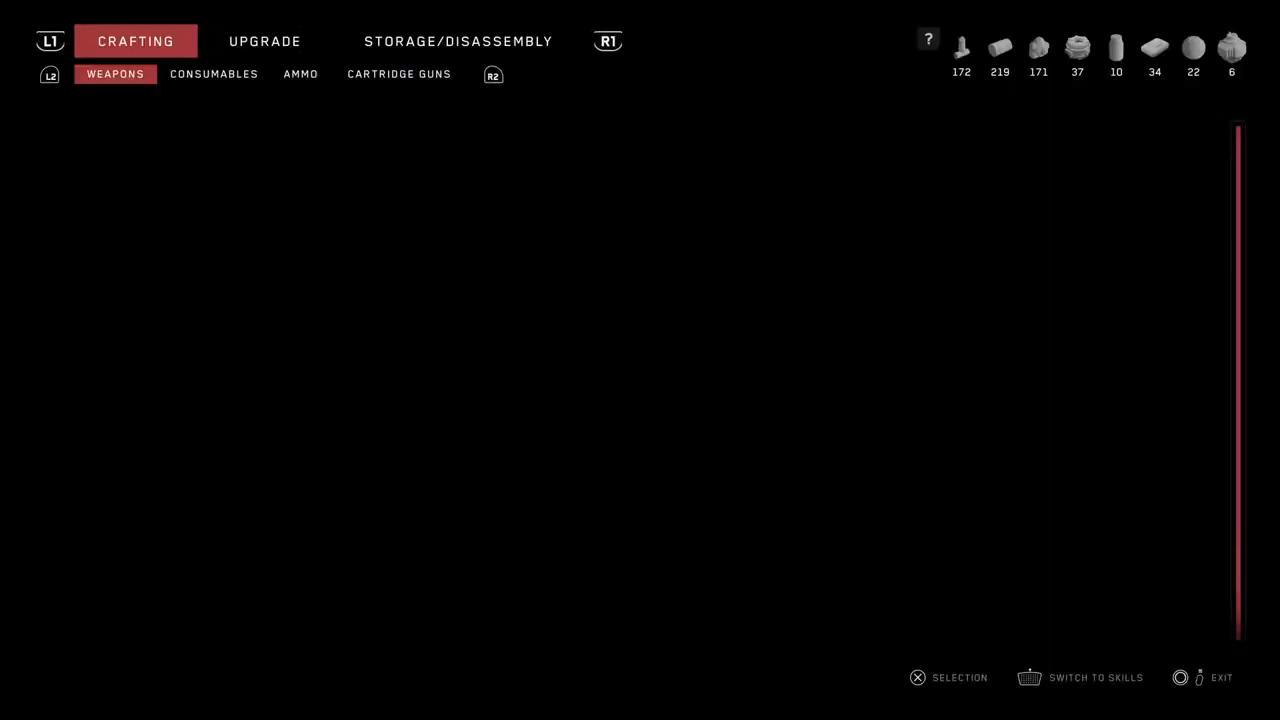 L1 CRAFTING UPGRADE STORAGE/DISASSEMBLY R1 ?
L2 WEAPONS CONSUMABLES AMMO CARTRIDGE GUNS R2
172 219 171 37 10 34 22 6
SELECTION SWITCH TO SKILLS EXIT